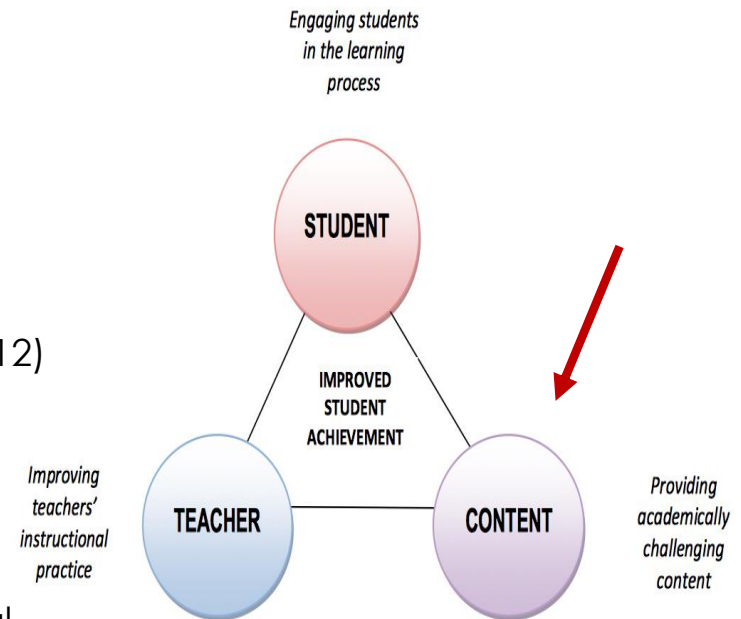 Engaging students
in the learning
process
STUDENT
12)
IMPROVED
STUDENT
ACHIEVEMENT
Improving
teachers’
instructional
practice
TEACHER
CONTENT
Providing
academically
challenging
content